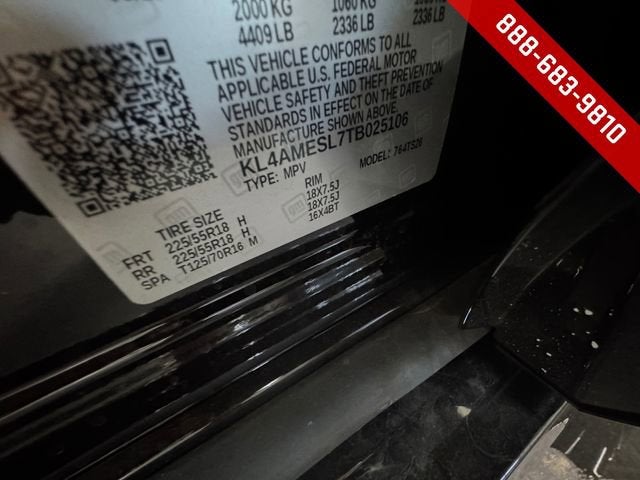 2000 KG 1060 KG
4409 LB 2336 LB 2336 LB
THIS VEHICLE CONFORMS TO ALL
APPLICABLE U.S. FEDERAL MOTOR
VEHICLE SAFETY AND THEFT PREVENTION
STANDARDS IN EFFECT ON THE DATE OF
MANUFACTURE SHOWN ABOVE.
KL4AMESL7TB025106
TYPE: MPV MODEL: 764TS26
TIRE SIZE RIM
FRT 225/55R18 H 18X7.5J
RR 225/55R18 H 18X7.5J
SPA T125/70R16 M 16X4BT
888-683-9810